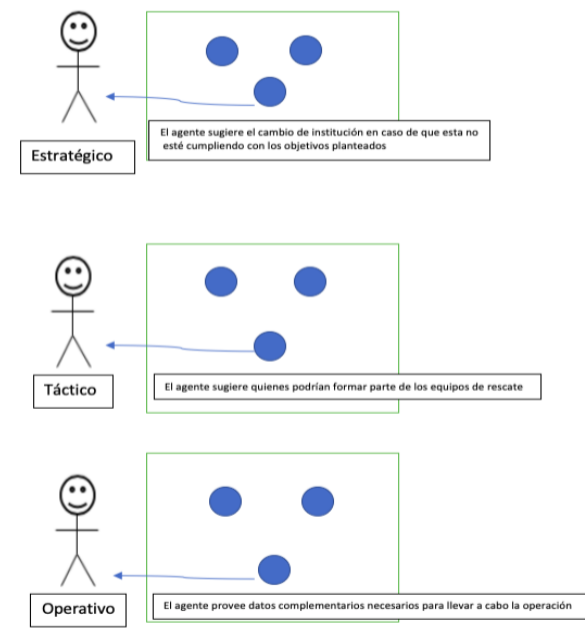 El agente sugiere el cambio de institución en caso de que esta no
esté cumpliendo con los objetivos planteados
Estratégico
El agente sugiere quienes podrían formar parte de los equipos de rescate
Táctico
El agente provee datos complementarios necesarios para llevar a cabo la operación
Operativo